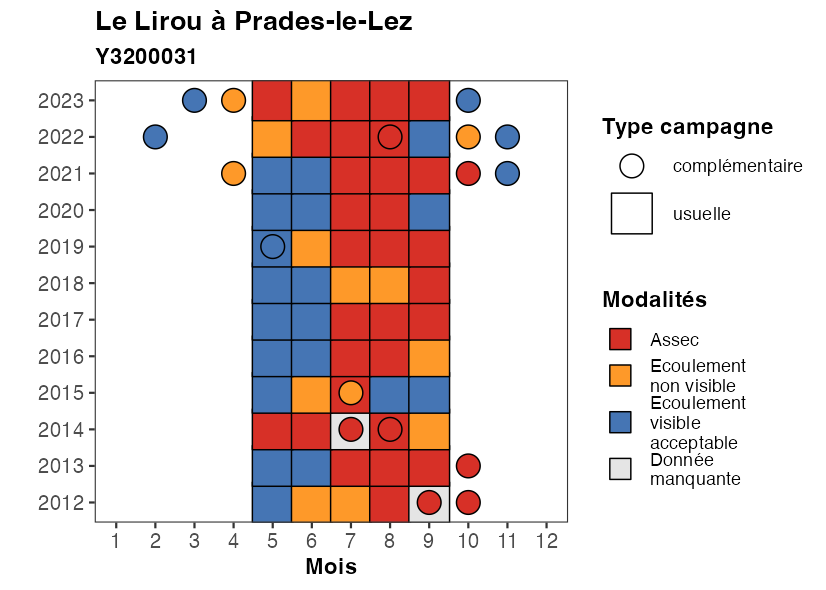 Le Lirou à Prades-le-Lez
Y3200031
2023
2022
2021
2020
2019
2018
2017
2016
2015
2014
2013
2012
1 2 3 4 5 6 7 8 9 10 11 12
Mois
Type campagne
complémentaire
usuelle
Modalités
Assec
Ecoulement
non visible
Ecoulement
visible
acceptable
Donnée
manquante